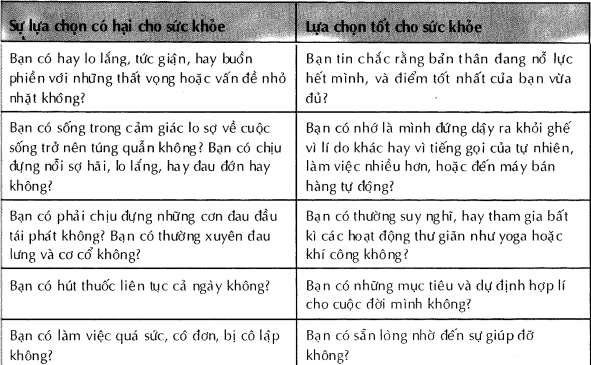 Sự lựa chọn có hại cho sức khỏe
Lựa chọn tốt cho sức khỏe
Bạn có hay lo lắng, tức giận, hay buồn
phiền với những thất vọng hoặc vấn đề nhỏ
nhặt không?
Bạn tin chắc rằng bản thân đang nỗ lực
hết mình, và điểm tốt nhất của bạn vừa
đủ?
Bạn có sống trong cảm giác lo sợ về cuộc
sống trở nên túng quẫn không? Bạn có chịu
đựng nỗi sợ hãi, lo lắng, hay đau đớn hay
không?
Bạn có nhớ là mình đứng dậy ra khỏi ghế
vì lí do khác hay vì tiếng gọi của tự nhiên,
làm việc nhiều hơn, hoặc đến máy bán
hàng tự động?
Bạn có phải chịu đựng những cơn đau đầu
tái phát không? Bạn có thường xuyên đau
lưng và cơ cổ không?
Bạn có thường suy nghĩ, hay tham gia bất
kì các hoạt động thư giãn như yoga hoặc
khí công không?
Bạn có hút thuốc liên tục cả ngày không?
Bạn có những mục tiêu và dự định hợp lí
cho cuộc đời mình không?
Bạn có làm việc quá sức, cô đơn, bị cô lập
không?
Bạn có sẵn lòng nhờ đến sự giúp đỡ
không?